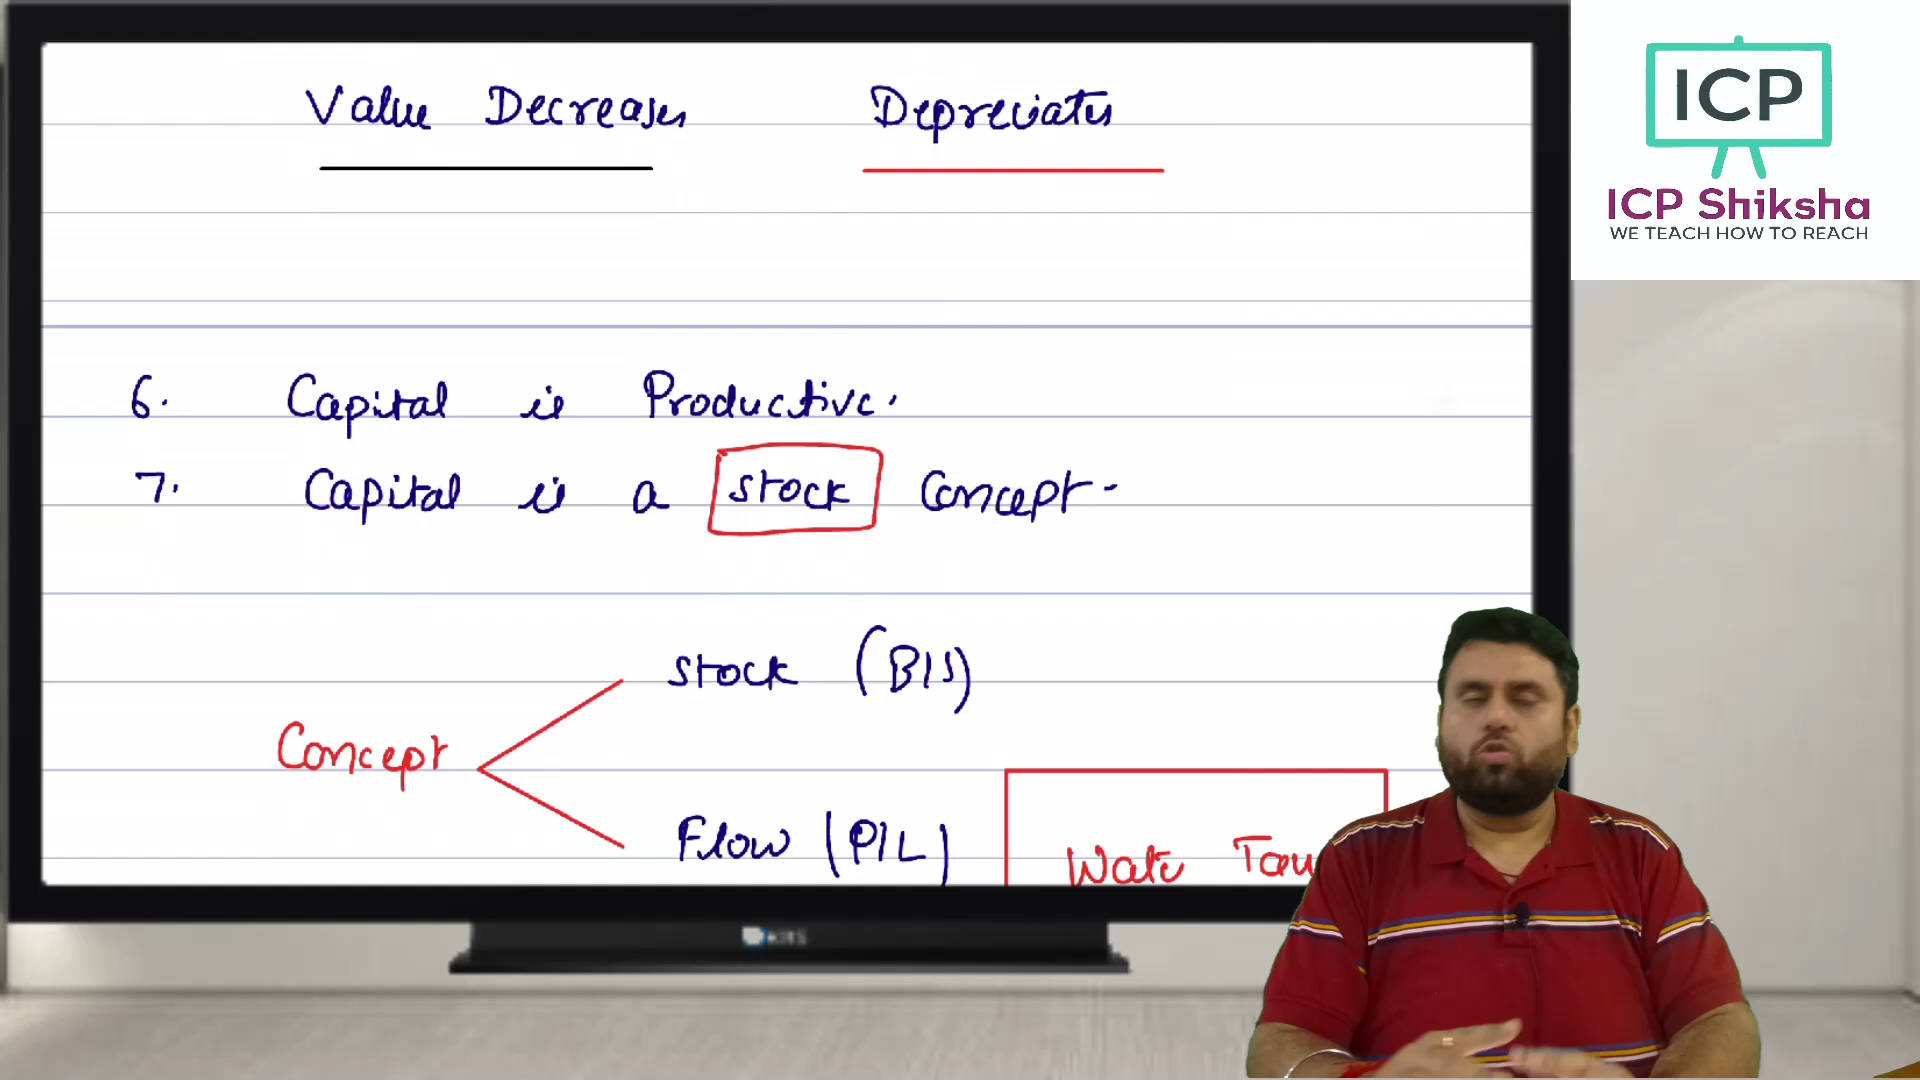 Value Decreases Depreciates
ICP
ICP Shiksha
WE TEACH HOW TO REACH
6. Capital is Productive.
7. Capital is a stock Concept.
stock (B/S)
Concept
Flow (P/L)